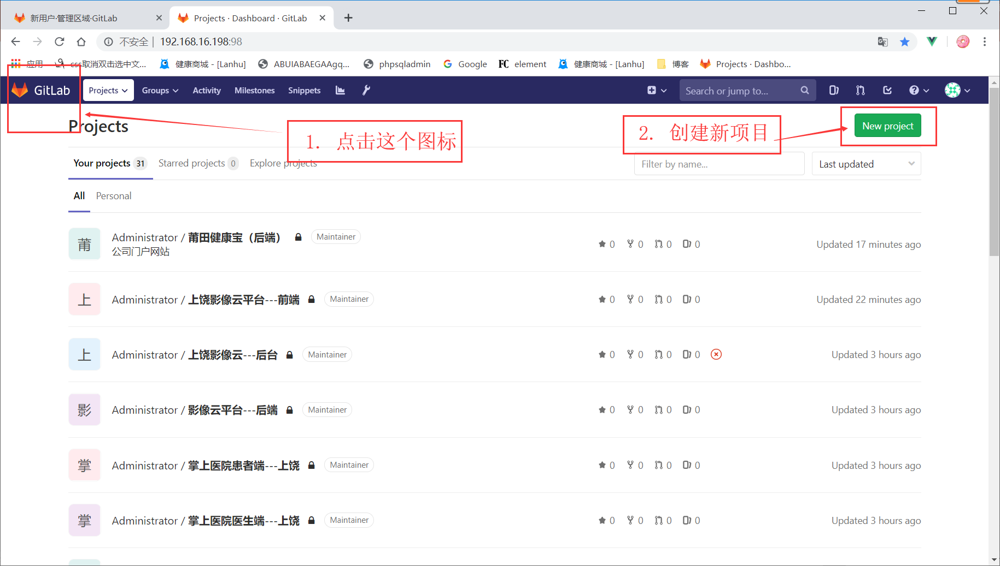 新用户·管理区域·GitLab
Projects · Dashboard · GitLab
不安全 | 192.168.16.198:98
应用
css取消双击选中文...
健康商城 - [Lanhu]
ABUIABAEGAAgq...
phpsqladmin
Google
FC element
健康商城 - [Lanhu]
博客
Projects · Dashbo...
GitLab
Projects
Groups
Activity
Milestones
Snippets
Search or jump to...
Projects
1. 点击这个图标
2. 创建新项目
New project
Your projects 31
Starred projects 0
Explore projects
Filter by name...
Last updated
All
Personal
莆
Administrator / 莆田健康宝（后端）
Maintainer
公司门户网站
0 0 0 0
Updated 17 minutes ago
上
Administrator / 上饶影像云平台---前端
Maintainer
0 0 0 0
Updated 22 minutes ago
上
Administrator / 上饶影像云---后台
Maintainer
0 0 0 0
Updated 3 hours ago
影
Administrator / 影像云平台---后端
Maintainer
0 0 0 0
Updated 3 hours ago
掌
Administrator / 掌上医院患者端---上饶
Maintainer
0 0 0 0
Updated 3 hours ago
掌
Administrator / 掌上医院医生端---上饶
Maintainer
0 0 0 0
Updated 3 hours ago